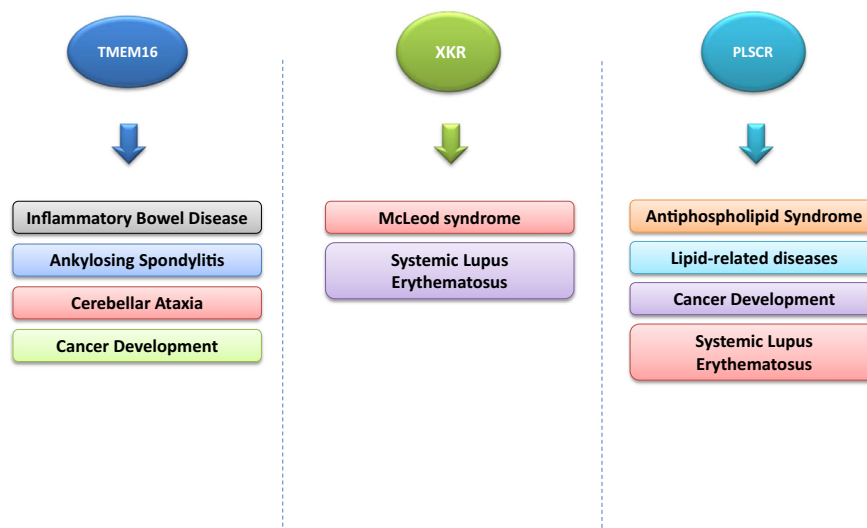 TMEM16
XKR
PLSCR
Inflammatory Bowel Disease
Ankylosing Spondylitis
Cerebellar Ataxia
Cancer Development
McLeod syndrome
Systemic Lupus
Erythematosus
Antiphospholipid Syndrome
Lipid-related diseases
Cancer Development
Systemic Lupus
Erythematosus